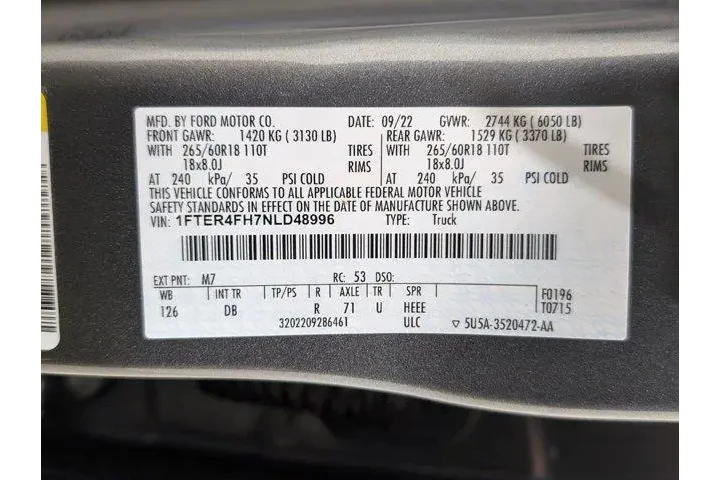 MFD. BY FORD MOTOR CO. DATE: 09/22 GVWR: 2744 KG ( 6050 LB)
FRONT GAWR: 1420 KG ( 3130 LB) REAR GAWR: 1529 KG ( 3370 LB)
WITH 265/60R18 110T TIRES WITH 265/60R18 110T TIRES
18x8.0J RIMS 18x8.0J RIMS
AT 240 kPa/ 35 PSI COLD AT 240 kPa/ 35 PSI COLD
THIS VEHICLE CONFORMS TO ALL APPLICABLE FEDERAL MOTOR VEHICLE
SAFETY STANDARDS IN EFFECT ON THE DATE OF MANUFACTURE SHOWN ABOVE.
VIN: 1FTER4FH7NLD48996 TYPE: Truck
EXT PNT: M7 RC: 53 DSO:
WB INT TR TP/PS R AXLE TR SPR F0196
126 DB R 71 U HEEE T0715
3202209286461 ULC ▽ 5U5A-3520472-AA